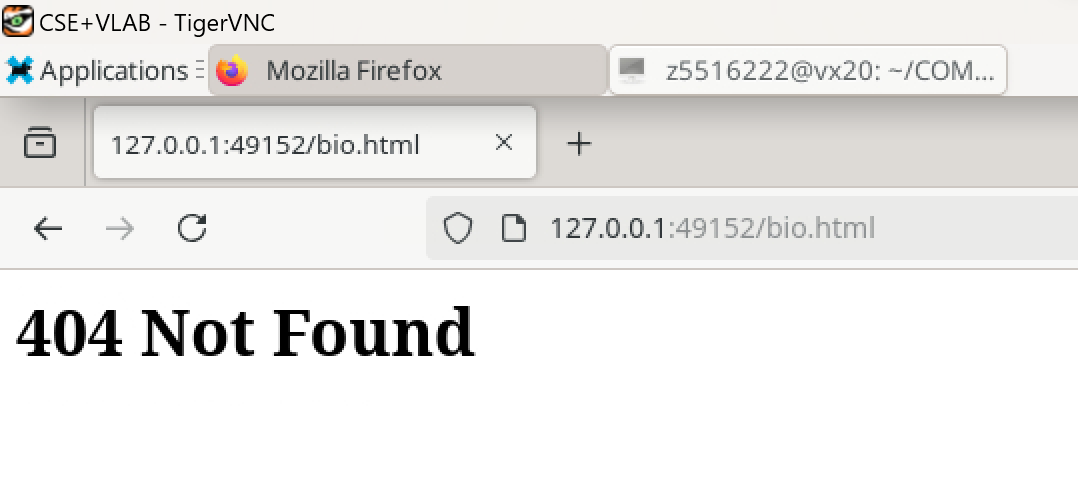 CSE+VLAB - TigerVNC
Applications Mozilla Firefox z5516222@vx20: ~/COM...
127.0.0.1:49152/bio.html
127.0.0.1:49152/bio.html
404 Not Found